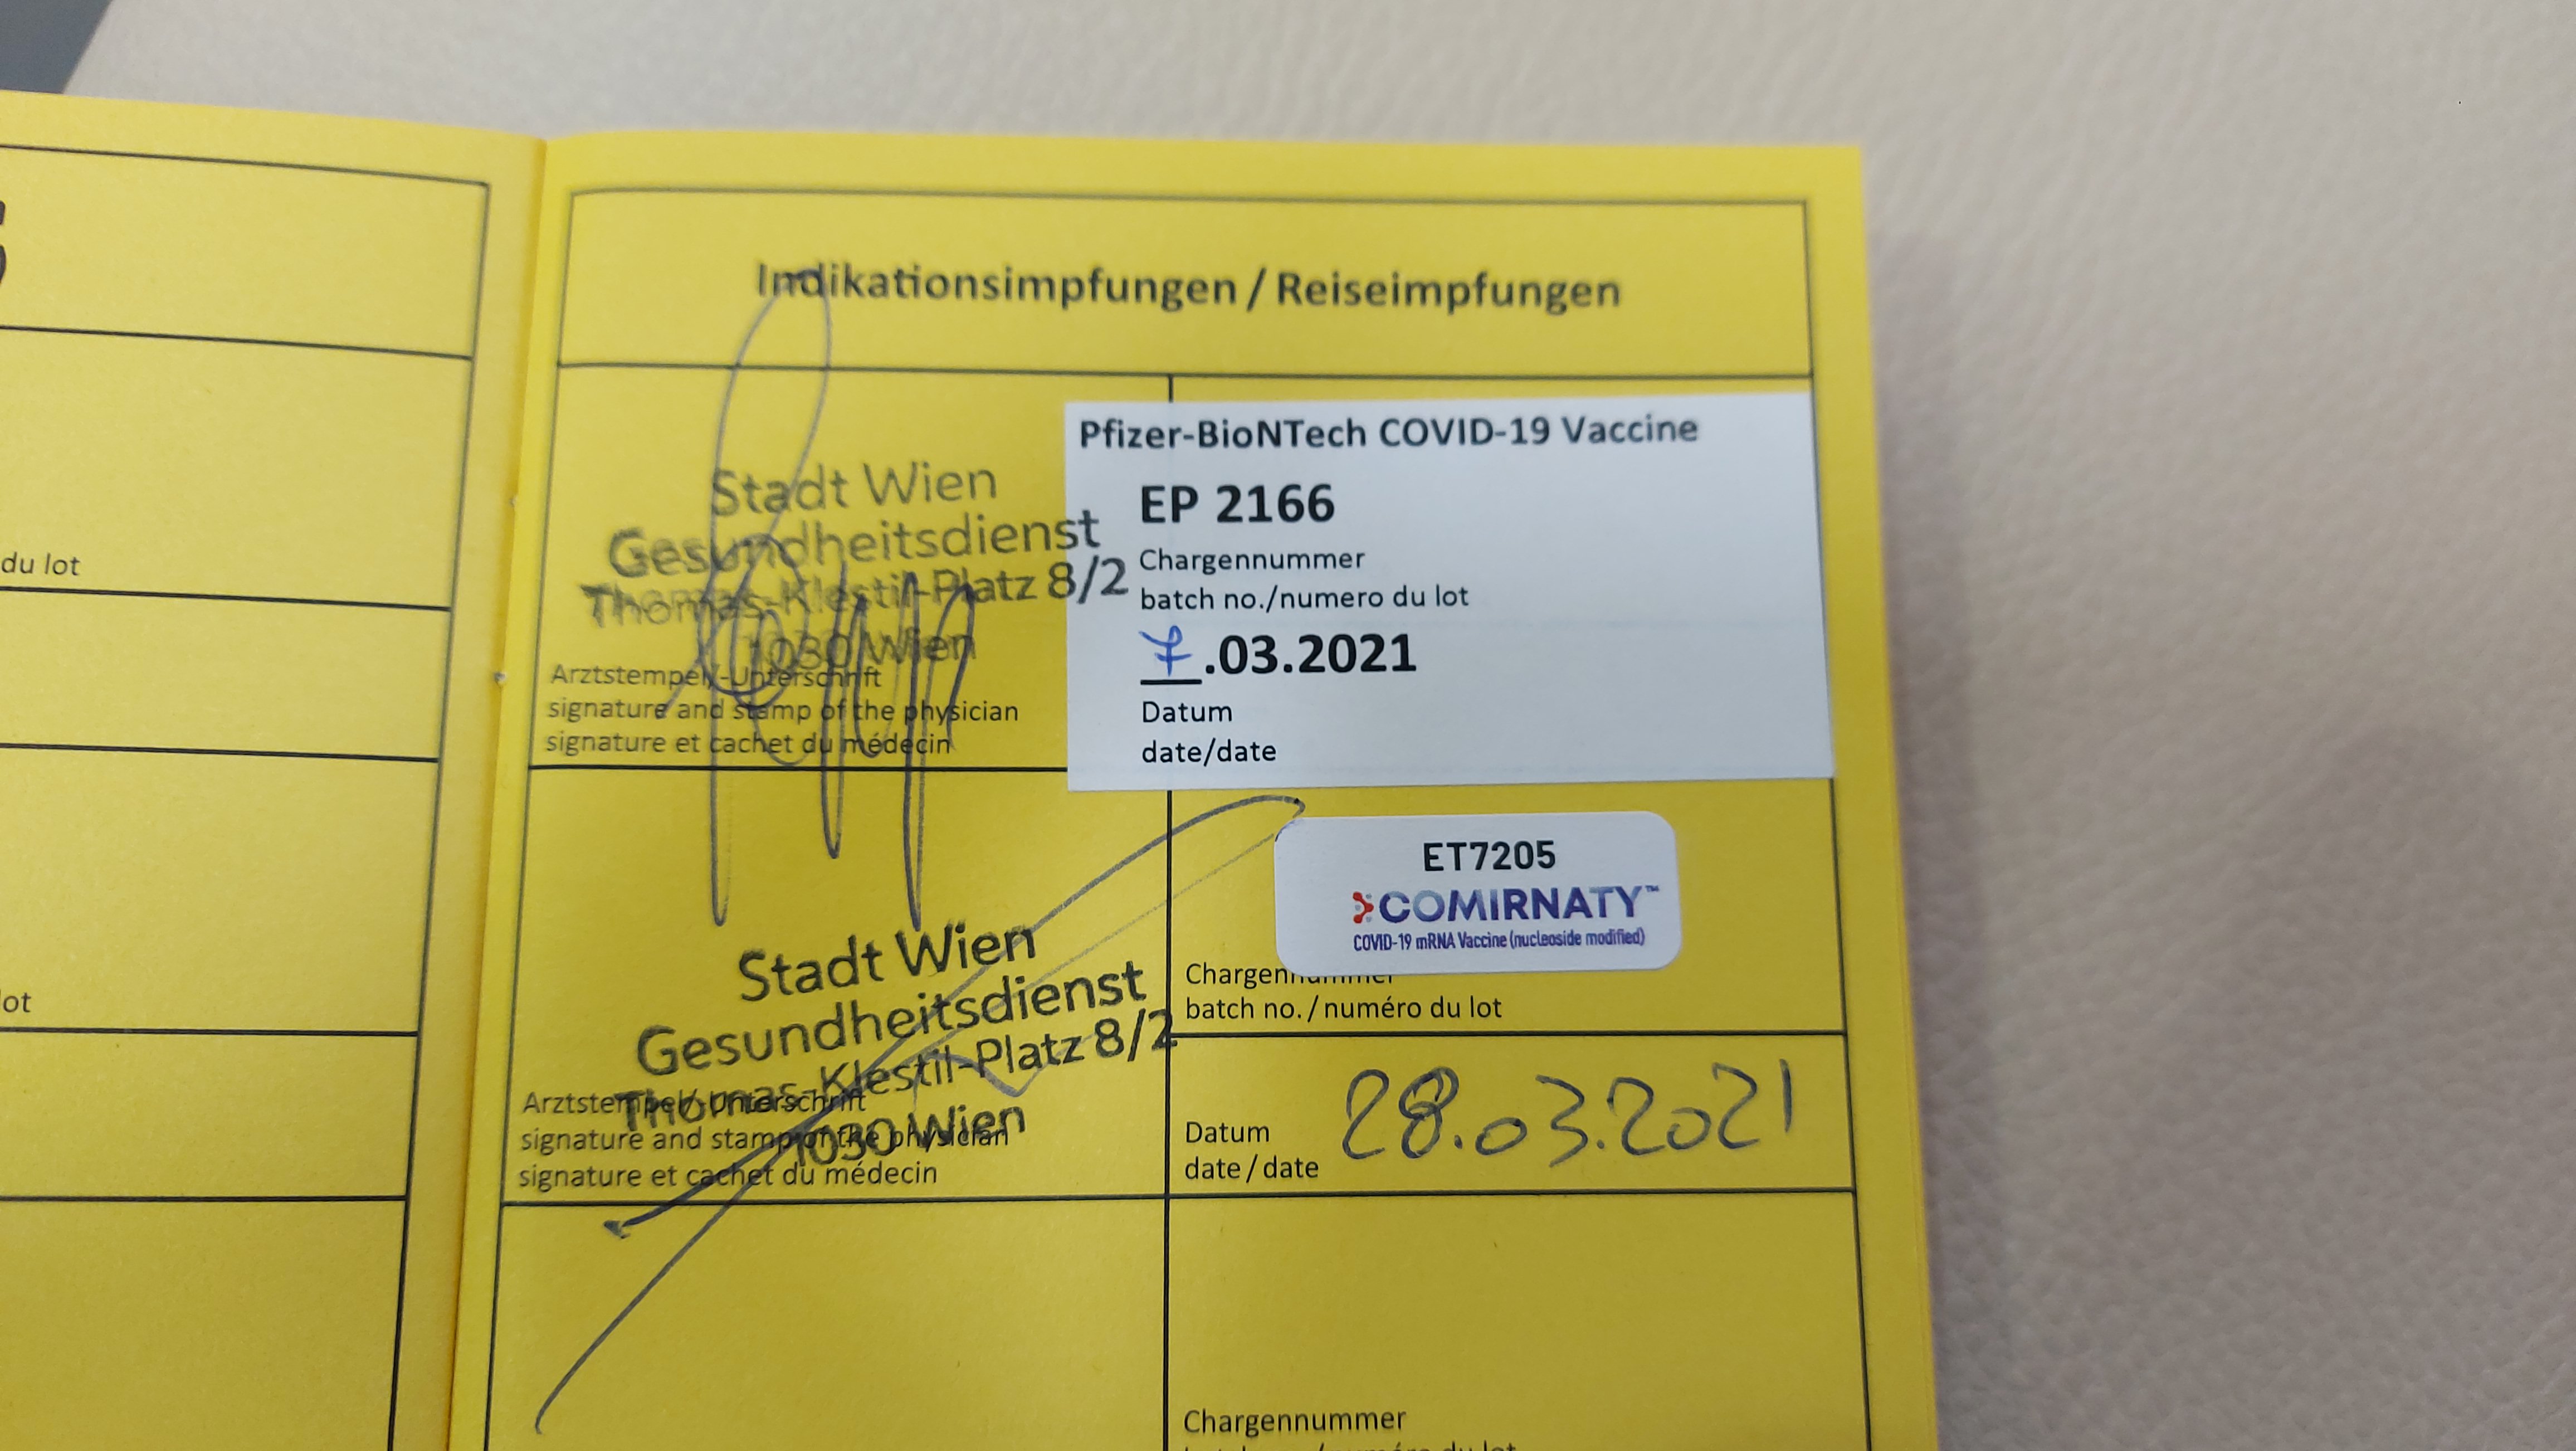 du lot
ot
Indikationsimpfungen / Reiseimpfungen
Stadt Wien
Gesundheitsdienst
Thomas-Klestil-Platz 8/2
1030 Wien
Arztstempel/-Unterschrift
signature and stamp of the physician
signature et cachet du médecin
Pfizer-BioNTech COVID-19 Vaccine
EP 2166
Chargennummer
batch no./numero du lot
7.03.2021
Datum
date/date
Stadt Wien
Gesundheitsdienst
Thomas-Klestil-Platz 8/2
1030 Wien
Arztstempel/-Unterschrift
signature and stamp of the physician
signature et cachet du médecin
ET7205
COMIRNATY™
COVID-19 mRNA Vaccine (nucleoside modified)
Chargennummer
batch no. / numéro du lot
Datum 28.03.2021
date / date
Chargennummer